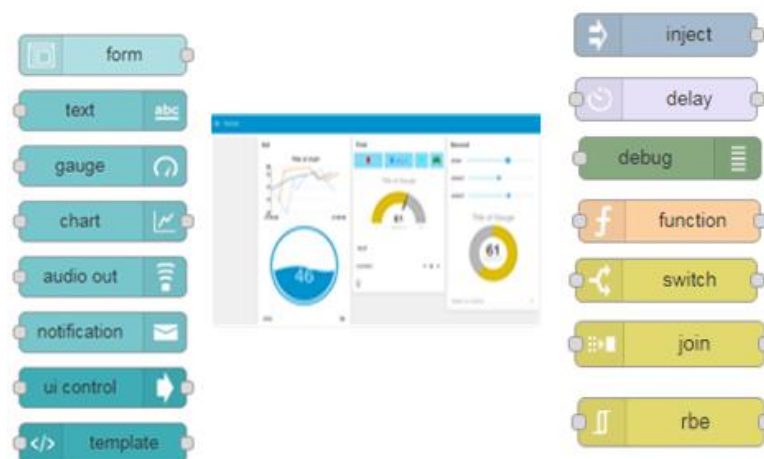 form
text
abc
gauge
chart
audio out
notification
ui control
</> template
46
61
61
inject
delay
debug
function
switch
join
rbe